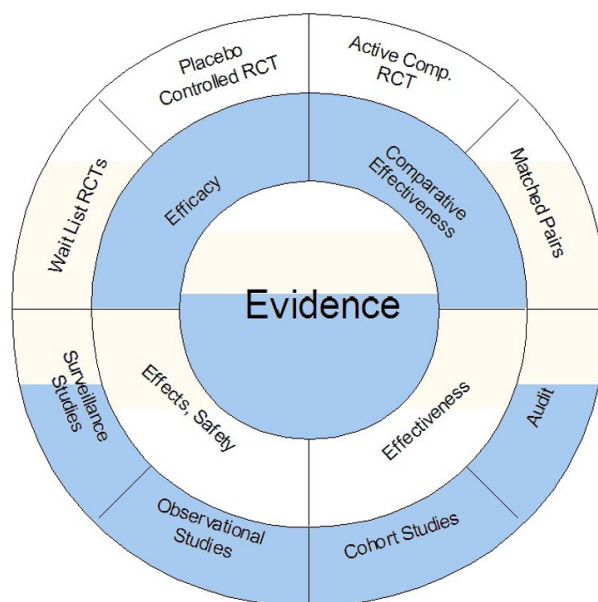 Placebo
Controlled RCT
Active Comp.
RCT
Wait List RCTs
Efficacy
Comparative
Effectiveness
Matched Pairs
Evidence
Surveillance
Studies
Effects, Safety
Effectiveness
Audit
Observational
Studies
Cohort Studies